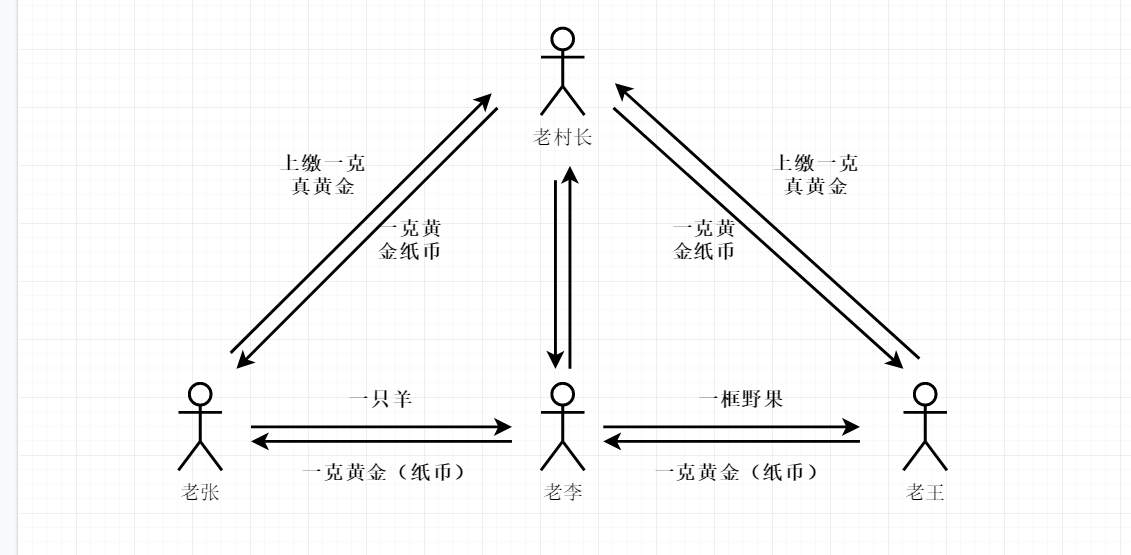 老村长
上缴一克
真黄金
上缴一克
真黄金
一克黄
金纸币
一克黄
金纸币
一只羊
一框野果
一克黄金（纸币）
一克黄金（纸币）
老张
老李
老王